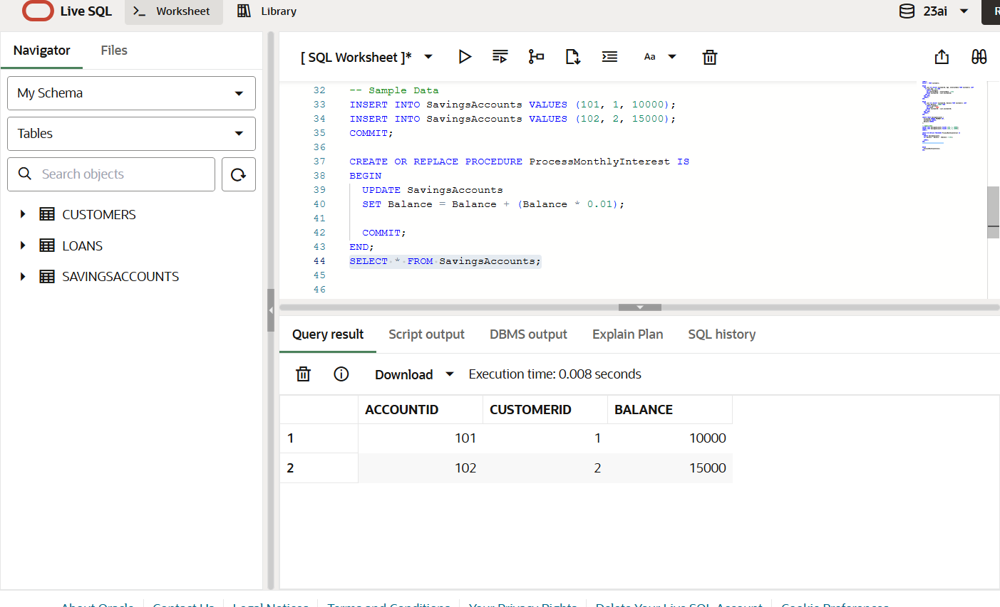 Live SQL
Worksheet
Library
23ai
Navigator
Files
My Schema
Tables
Search objects
CUSTOMERS
LOANS
SAVINGSACCOUNTS
[ SQL Worksheet ]*
Aa
32 -- Sample Data
33 INSERT INTO SavingsAccounts VALUES (101, 1, 10000);
34 INSERT INTO SavingsAccounts VALUES (102, 2, 15000);
35 COMMIT;
36
37 CREATE OR REPLACE PROCEDURE ProcessMonthlyInterest IS
38 BEGIN
39 UPDATE SavingsAccounts
40 SET Balance = Balance + (Balance * 0.01);
41
42 COMMIT;
43 END;
44 SELECT * FROM SavingsAccounts;
45
46
Query result
Script output
DBMS output
Explain Plan
SQL history
Download
Execution time: 0.008 seconds
ACCOUNTID CUSTOMERID BALANCE
1 101 1 10000
2 102 2 15000
About Oracle
Contact Us
Legal Notices
Terms and Conditions
Your Privacy Rights
Delete Your Live SQL Account
Cookie Preferences